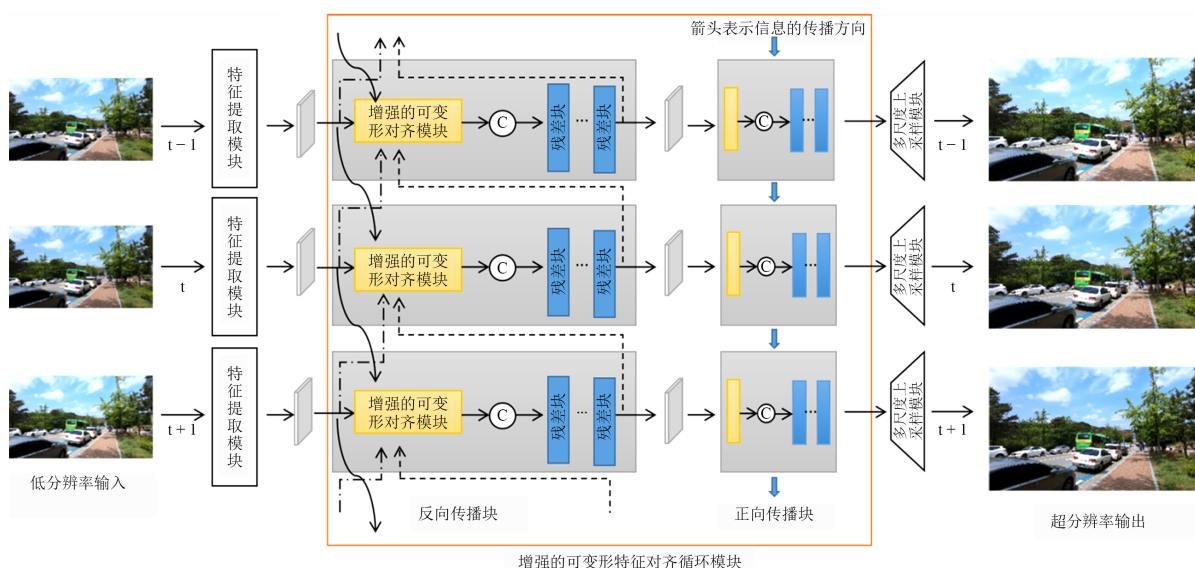 箭头表示信息的传播方向
t−1
特征提取模块
增强的可变
形对齐模块
C
残差块
...
残差块
C
...
多尺度上
采样模块
t−1
t
特征提取模块
增强的可变
形对齐模块
C
残差块
...
残差块
C
...
多尺度上
采样模块
t
t+1
特征提取模块
增强的可变
形对齐模块
C
残差块
...
残差块
C
...
多尺度上
采样模块
t+1
低分辨率输入
反向传播块
正向传播块
超分辨率输出
增强的可变形特征对齐循环模块